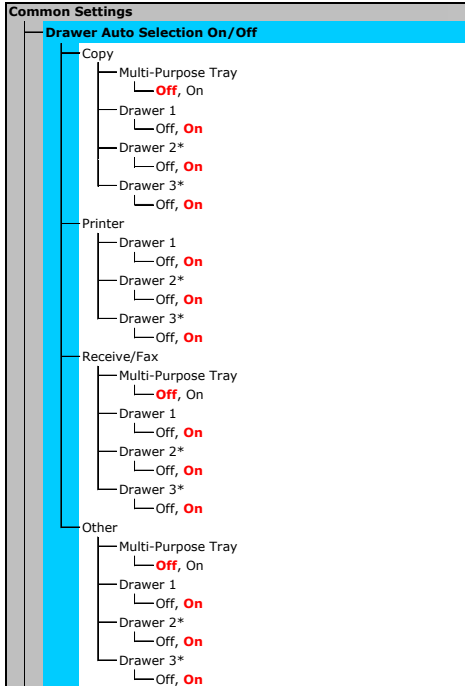 Common Settings
Drawer Auto Selection On/Off
Copy
Multi-Purpose Tray
Off, On
Drawer 1
Off, On
Drawer 2*
Off, On
Drawer 3*
Off, On
Printer
Drawer 1
Off, On
Drawer 2*
Off, On
Drawer 3*
Off, On
Receive/Fax
Multi-Purpose Tray
Off, On
Drawer 1
Off, On
Drawer 2*
Off, On
Drawer 3*
Off, On
Other
Multi-Purpose Tray
Off, On
Drawer 1
Off, On
Drawer 2*
Off, On
Drawer 3*
Off, On